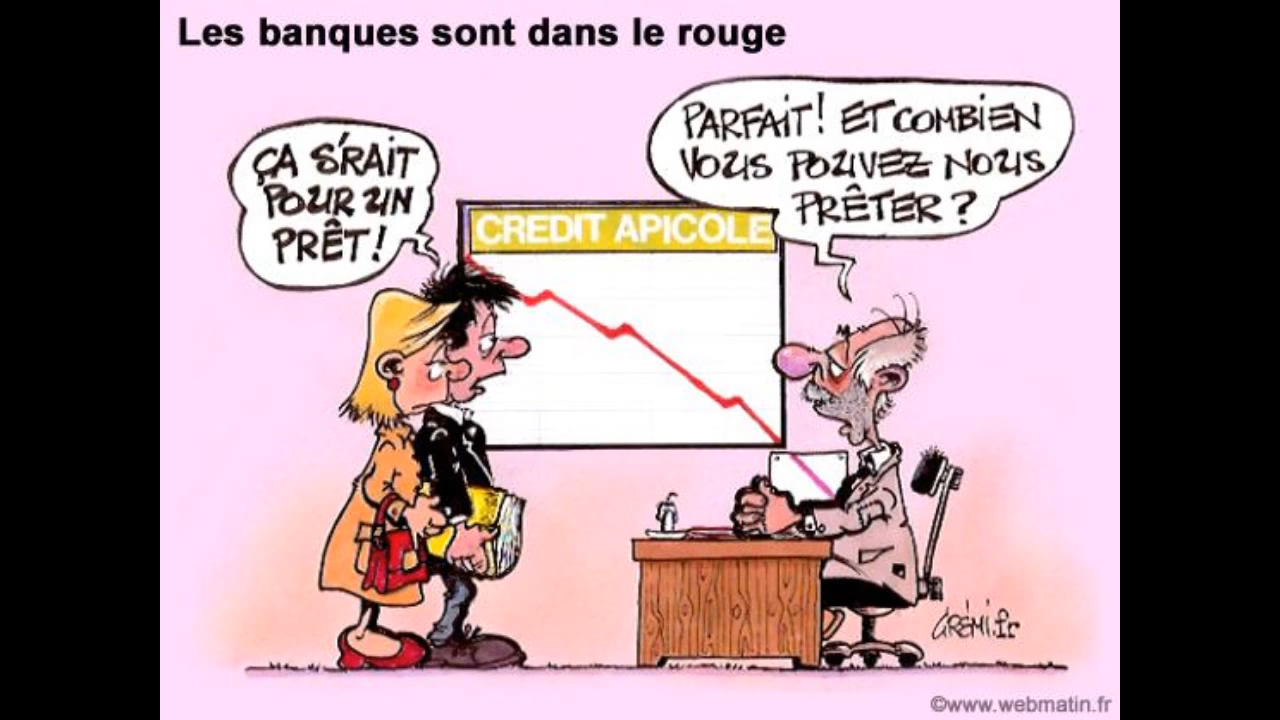 Les banques sont dans le rouge
ÇA S'RAIT
POUR UN
PRÊT!
PARFAIT! ET COMBIEN
VOUS POUVEZ NOUS
PRÊTER?
CREDIT APICOLE
GRÉMI.fr
©www.webmatin.fr